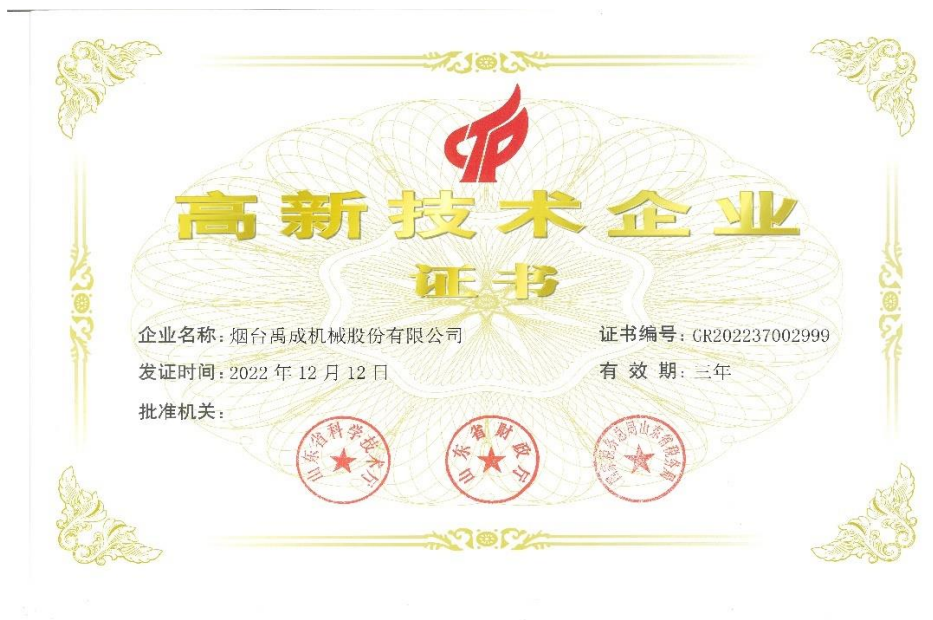 高新技术企业
证书
企业名称：烟台禹成机械股份有限公司
证书编号：GR202237002999
发证时间：2022年12月12日
有效期：三年
批准机关：
山东省科学技术厅
山东省财政厅
国家税务总局山东省税务局